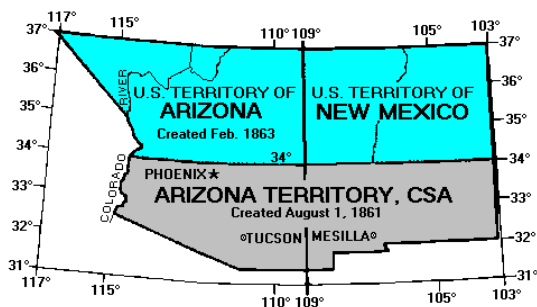 117° 115° 110° 109° 105° 103°
37° 37°
36° 36°
35° 35°
34° 34°
33° 33°
32° 32°
31° 31°
RIVER
COLORADO
U.S. TERRITORY OF
ARIZONA
Created Feb. 1863
U.S. TERRITORY OF
NEW MEXICO
34°
PHOENIX
ARIZONA TERRITORY, CSA
Created August 1, 1861
TUCSON MESILLA
117° 115° 110° 109° 105° 103°